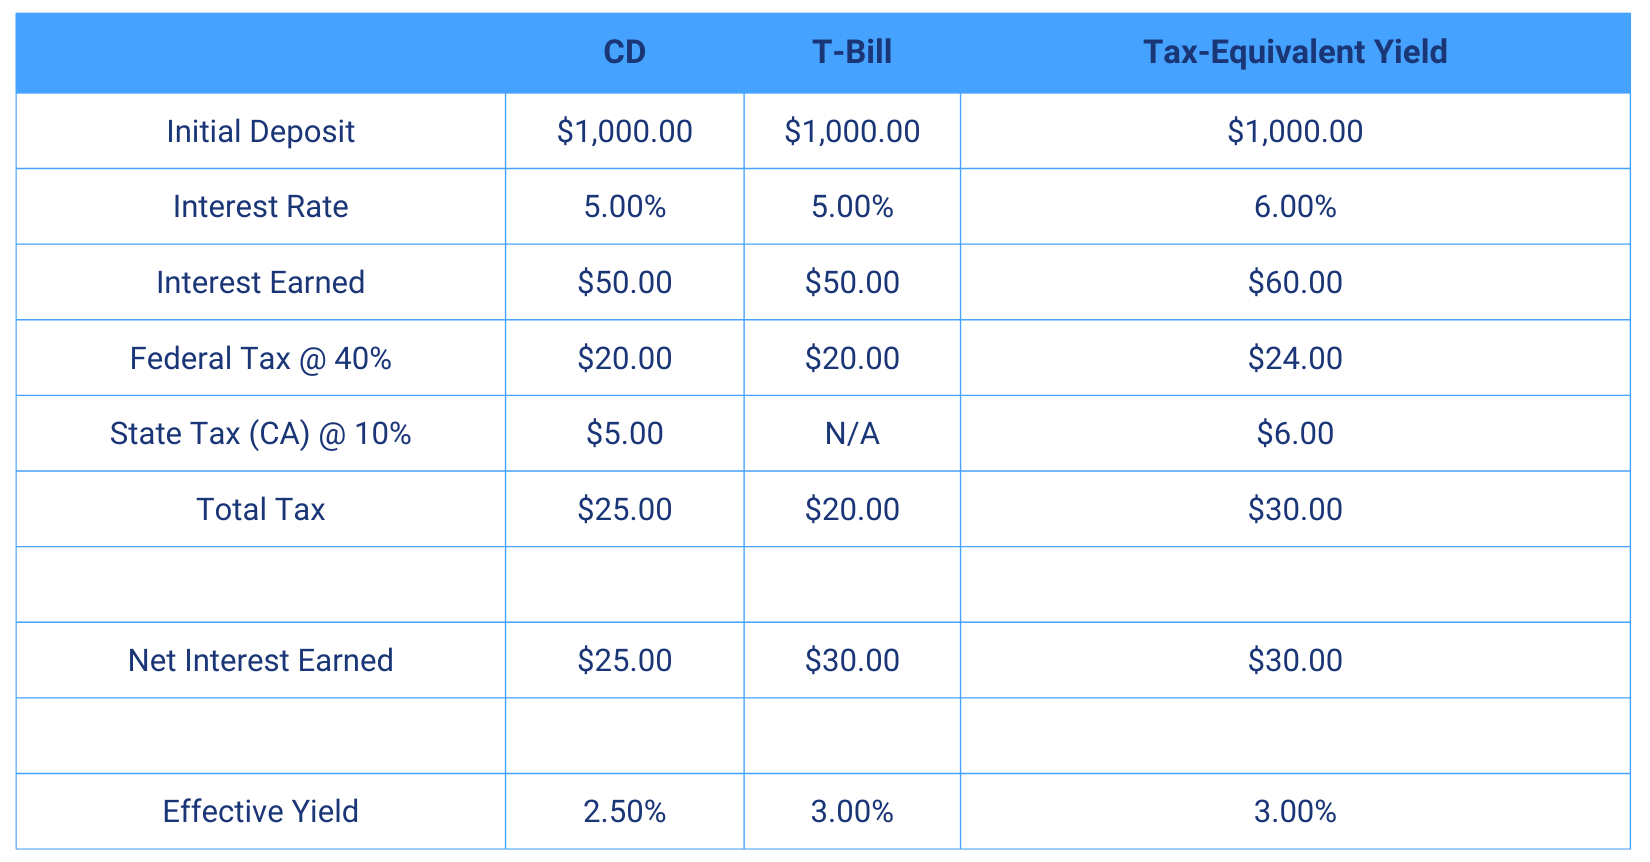 CD T-Bill Tax-Equivalent Yield
Initial Deposit $1,000.00 $1,000.00 $1,000.00
Interest Rate 5.00% 5.00% 6.00%
Interest Earned $50.00 $50.00 $60.00
Federal Tax @ 40% $20.00 $20.00 $24.00
State Tax (CA) @ 10% $5.00 N/A $6.00
Total Tax $25.00 $20.00 $30.00
Net Interest Earned $25.00 $30.00 $30.00
Effective Yield 2.50% 3.00% 3.00%